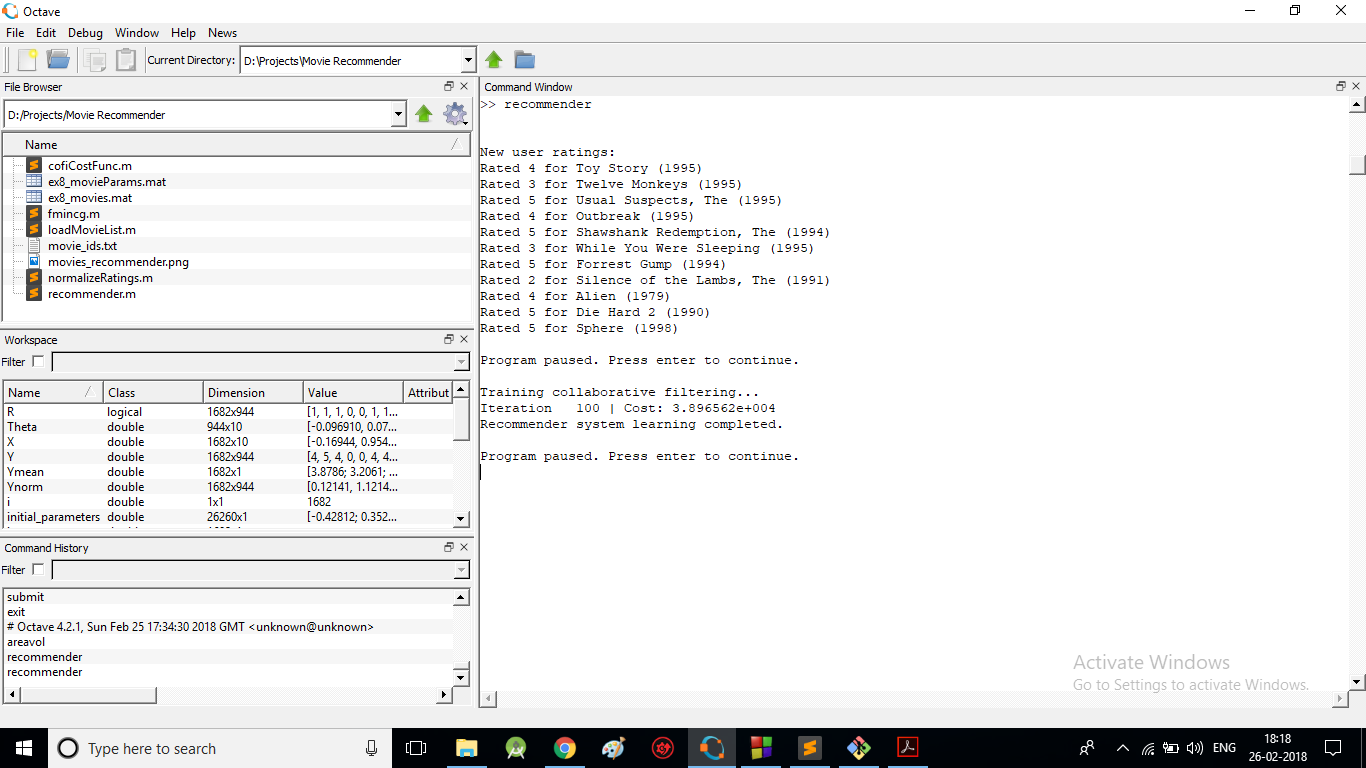 Octave
File Edit Debug Window Help News
Current Directory: D:\Projects\Movie Recommender
File Browser
D:/Projects/Movie Recommender
Name
cofiCostFunc.m
ex8_movieParams.mat
ex8_movies.mat
fmincg.m
loadMovieList.m
movie_ids.txt
movies_recommender.png
normalizeRatings.m
recommender.m
Workspace
Filter
Name Class Dimension Value Attribut
R logical 1682x944 [1, 1, 1, 0, 0, 1, 1...
Theta double 944x10 [-0.096910, 0.07...
X double 1682x10 [-0.16944, 0.954...
Y double 1682x944 [4, 5, 4, 0, 0, 4, 4...
Ymean double 1682x1 [3.8786; 3.2061; ...
Ynorm double 1682x944 [0.12141, 1.1214...
i double 1x1 1682
initial_parameters double 26260x1 [-0.42812; 0.352...
Command History
Filter
submit
exit
# Octave 4.2.1, Sun Feb 25 17:34:30 2018 GMT <unknown@unknown>
areavol
recommender
recommender
Command Window
>> recommender
New user ratings:
Rated 4 for Toy Story (1995)
Rated 3 for Twelve Monkeys (1995)
Rated 5 for Usual Suspects, The (1995)
Rated 4 for Outbreak (1995)
Rated 5 for Shawshank Redemption, The (1994)
Rated 3 for While You Were Sleeping (1995)
Rated 5 for Forrest Gump (1994)
Rated 2 for Silence of the Lambs, The (1991)
Rated 4 for Alien (1979)
Rated 5 for Die Hard 2 (1990)
Rated 5 for Sphere (1998)
Program paused. Press enter to continue.
Training collaborative filtering...
Iteration   100 | Cost: 3.896562e+004
Recommender system learning completed.
Program paused. Press enter to continue.
Activate Windows
Go to Settings to activate Windows.
Type here to search
ENG
18:18
26-02-2018